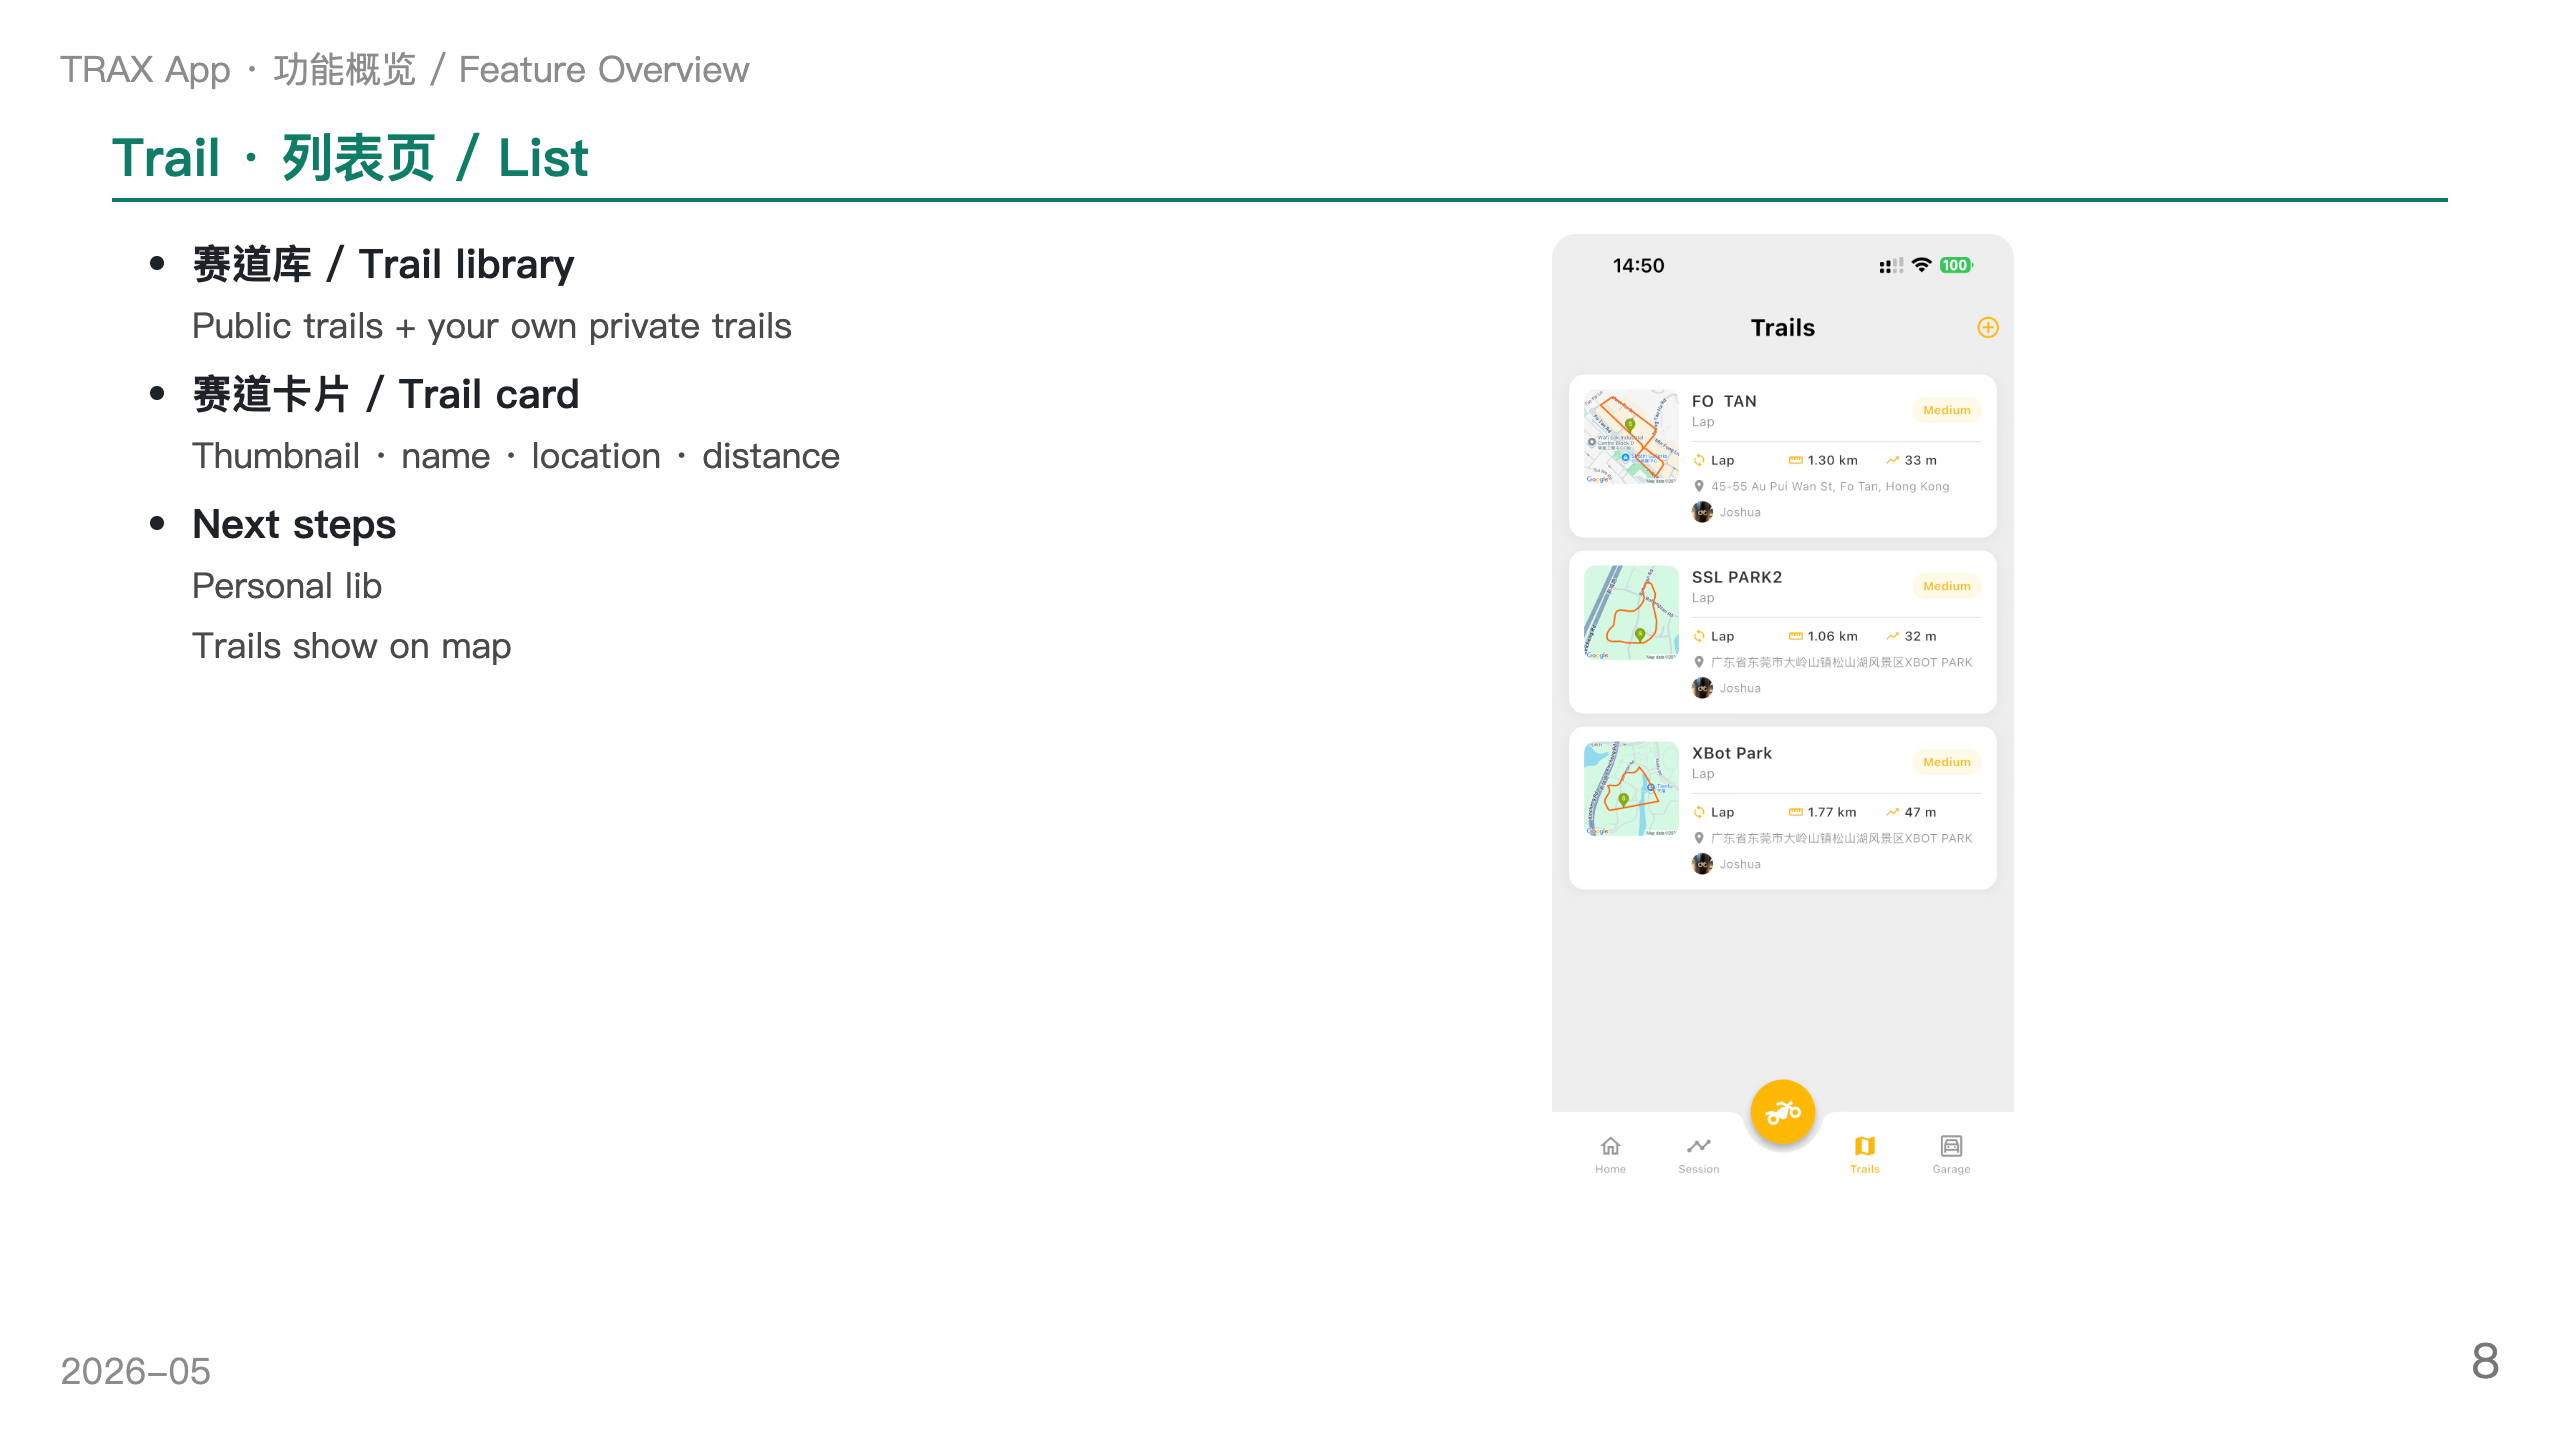 TRAX App · 功能概览 / Feature Overview
Trail · 列表页 / List
• 赛道库 / Trail library
Public trails + your own private trails
• 赛道卡片 / Trail card
Thumbnail · name · location · distance
• Next steps
Personal lib
Trails show on map
14:50
100
Trails
FO TAN
Medium
Lap
Lap 1.30 km 33 m
45-55 Au Pui Wan St, Fo Tan, Hong Kong
Joshua
Google
SSL PARK2
Medium
Lap
Lap 1.06 km 32 m
广东省东莞市大岭山镇松山湖风景区XBOT PARK
Joshua
Google
XBot Park
Medium
Lap
Lap 1.77 km 47 m
广东省东莞市大岭山镇松山湖风景区XBOT PARK
Joshua
Google
Home Session Trails Garage
2026-05
8